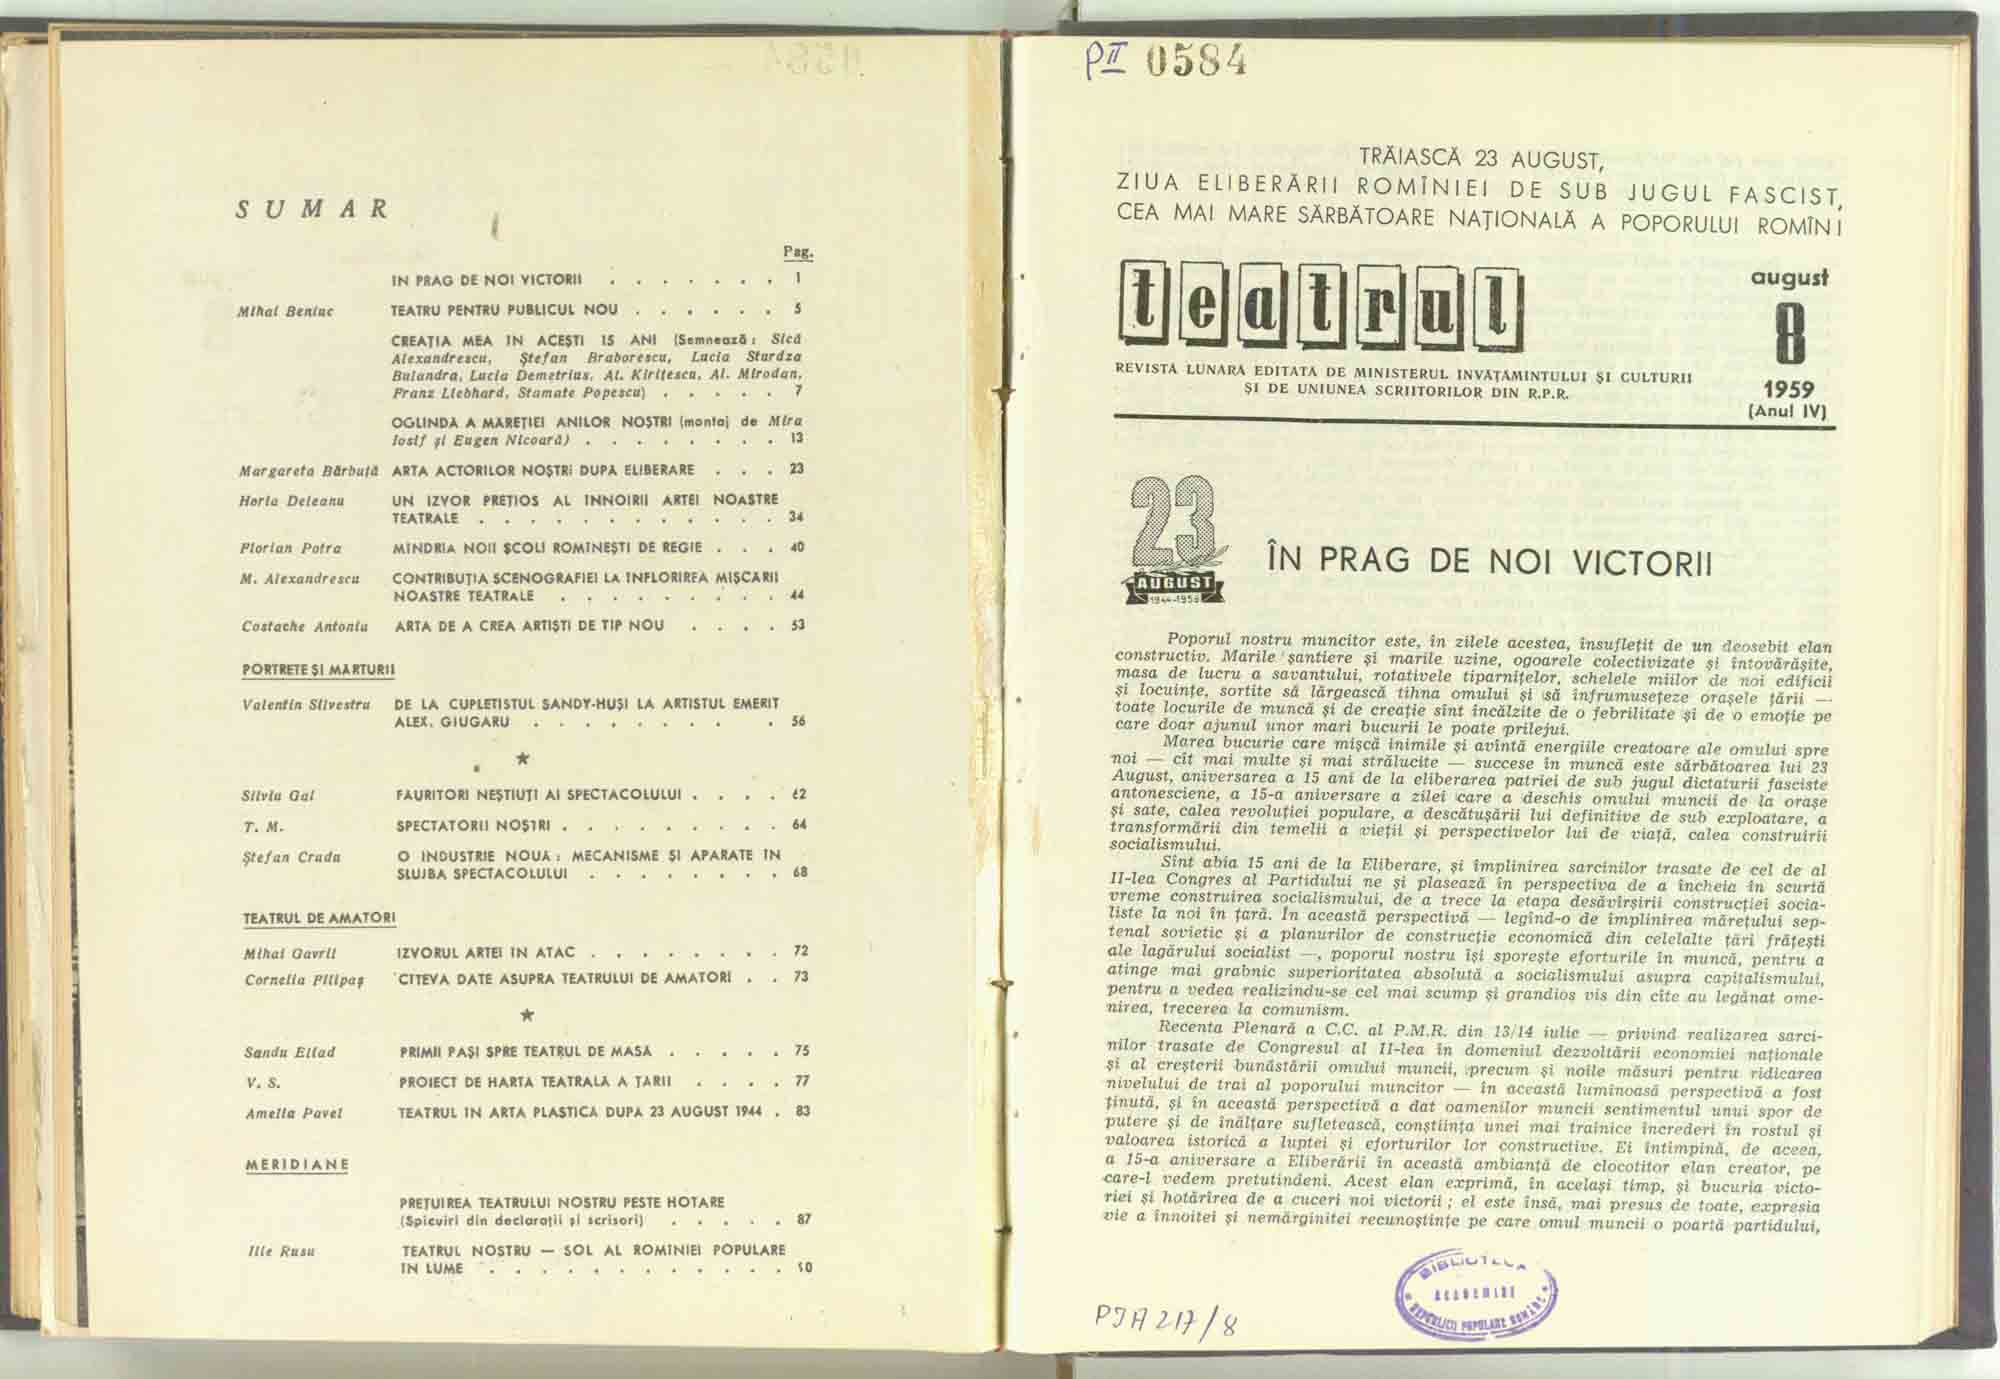 SUMAR
Pag.
IN PRAG DE NOI VICTORII . . . . . . . 1
Mihai Beniuc TEATRU PENTRU PUBLICUL NOU . . . . . . 5
CREAȚIA MEA IN ACEȘTI 15 ANI (Semnează: Sică
Alexandrescu, Ștefan Braborescu, Lucia Sturdza
Bulandra, Lucia Demetrius, Al. Kirițescu, Al. Mirodan,
Franz Liebhard, Stamate Popescu) . . . . . 7
OGLINDA A MĂREȚIEI ANILOR NOȘTRI (montaj de Mira
Iosif și Eugen Nicoară) . . . . . . . . 13
Margareta Bărbuță ARTA ACTORILOR NOȘTRI DUPĂ ELIBERARE . . . 23
Horia Deleanu UN IZVOR PREȚIOS AL INNOIRII ARTEI NOASTRE
TEATRALE . . . . . . . . . . . . 34
Florian Potra MINDRIA NOII ȘCOLI ROMÎNEȘTI DE REGIE . . . 40
M. Alexandrescu CONTRIBUȚIA SCENOGRAFIEI LA INFLORIREA MIȘCĂRII
NOASTRE TEATRALE . . . . . . . . . 44
Costache Antoniu ARTA DE A CREA ARTIȘTI DE TIP NOU . . . . 53
PORTRETE ȘI MARTURII
Valentin Silvestru DE LA CUPLETISTUL SANDY-HUȘI LA ARTISTUL EMERIT
ALEX. GIUGARU . . . . . . . . . . 56
★
Silvia Gal FAURITORI NEȘTIUȚI AI SPECTACOLULUI . . . . 62
T. M. SPECTATORII NOȘTRI . . . . . . . . . 64
Ștefan Crudu O INDUSTRIE NOUA: MECANISME ȘI APARATE IN
SLUJBA SPECTACOLULUI . . . . . . . . 68
TEATRUL DE AMATORI
Mihai Gavril IZVORUL ARTEI IN ATAC . . . . . . . . 72
Cornelia Filipaș CITEVA DATE ASUPRA TEATRULUI DE AMATORI . . 73
★
Sandu Eliad PRIMII PAȘI SPRE TEATRUL DE MASĂ . . . . . 75
V. S. PROIECT DE HARTA TEATRALĂ A ȚARII . . . . 77
Amelia Pavel TEATRUL IN ARTA PLASTICA DUPA 23 AUGUST 1944 . 83
MERIDIANE
PREȚUIREA TEATRULUI NOSTRU PESTE HOTARE
(Spicuiri din declarații și scrisori) . . . . . 87
Ilie Rusu TEATRUL NOSTRU — SOL AL ROMINIEI POPULARE
IN LUME . . . . . . . . . . . . 90
PII 0584
TRĂIASCĂ 23 AUGUST,
ZIUA ELIBERĂRII ROMÎNIEI DE SUB JUGUL FASCIST,
CEA MAI MARE SĂRBĂTOARE NAȚIONALĂ A POPORULUI ROMÎN!
teatrul
august
8
1959
(Anul IV)
REVISTĂ LUNARĂ EDITATĂ DE MINISTERUL INVĂȚĂMINTULUI ȘI CULTURII
ȘI DE UNIUNEA SCRIITORILOR DIN R.P.R.
23
AUGUST
1944-1959
ÎN PRAG DE NOI VICTORII
Poporul nostru muncitor este, în zilele acestea, însuflețit de un deosebit elan
constructiv. Marile șantiere și marile uzine, ogoarele colectivizate și întovărășite,
masa de lucru a savantului, rotativele tiparnițelor, schelele miilor de noi edificii
și locuințe, sortite să lărgească tihna omului și să înfrumusețeze orașele țării —
toate locurile de muncă și de creație sînt încălzite de o febrilitate și de o emoție pe
care doar ajunul unor mari bucurii le poate prilejui.
Marea bucurie care mișcă inimile și avîntă energiile creatoare ale omului spre
noi — cît mai multe și mai strălucite — succese în muncă este sărbătoarea lui 23
August, aniversarea a 15 ani de la eliberarea patriei de sub jugul dictaturii fasciste
antonesciene, a 15-a aniversare a zilei care a deschis omului muncii de la orașe
și sate, calea revoluției populare, a descătușării lui definitive de sub exploatare, a
transformării din temelii a vieții și perspectivelor lui de viață, calea construirii
socialismului.
Sînt abia 15 ani de la Eliberare, și împlinirea sarcinilor trasate de cel de al
II-lea Congres al Partidului ne și plasează în perspectiva de a încheia în scurtă
vreme construirea socialismului, de a trece la etapa desăvîrșirii construcției socia-
liste la noi în țară. În această perspectivă — legînd-o de împlinirea mărețului sep-
tenal sovietic și a planurilor de construcție economică din celelalte țări frățești
ale lagărului socialist —, poporul nostru își sporește eforturile în muncă, pentru a
atinge mai grabnic superioritatea absolută a socialismului asupra capitalismului,
pentru a vedea realizîndu-se cel mai scump și grandios vis din cîte au legănat ome-
nirea, trecerea la comunism.
Recenta Plenară a C.C. al P.M.R. din 13/14 iulie — privind realizarea sarci-
nilor trasate de Congresul al II-lea în domeniul dezvoltării economiei naționale
și al creșterii bunăstării omului muncii, precum și noile măsuri pentru ridicarea
nivelului de trai al poporului muncitor — în această luminoasă perspectivă a fost
ținută, și în această perspectivă a dat oamenilor muncii sentimentul unui spor de
putere și de înălțare sufletească, conștiința unei mai trainice încrederi în rostul și
valoarea istorică a luptei și eforturilor lor constructive. Ei întîmpină, de aceea,
a 15-a aniversare a Eliberării în această ambianță de clocotitor elan creator, pe
care-l vedem pretutindeni. Acest elan exprimă, în același timp, și bucuria victo-
riei și hotărîrea de a cuceri noi victorii; el este însă, mai presus de toate, expresia
vie a înnoitei și nemărginitei recunoștințe pe care omul muncii o poartă partidului,
PIIA 217/8
BIBLIOTECA
ACADEMIEI
REPUBLICII POPULARE ROMÎNE